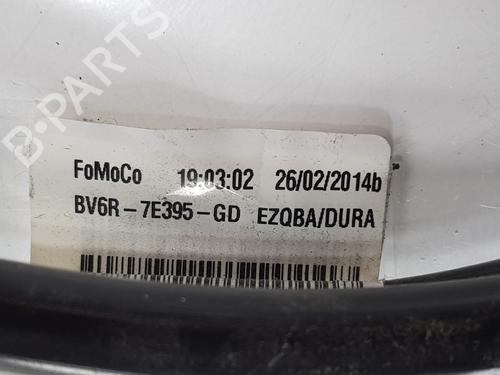 B-PARTS
FoMoCo 19:03:02 26/02/2014b
BV6R-7E395-GD EZQBA/DURA